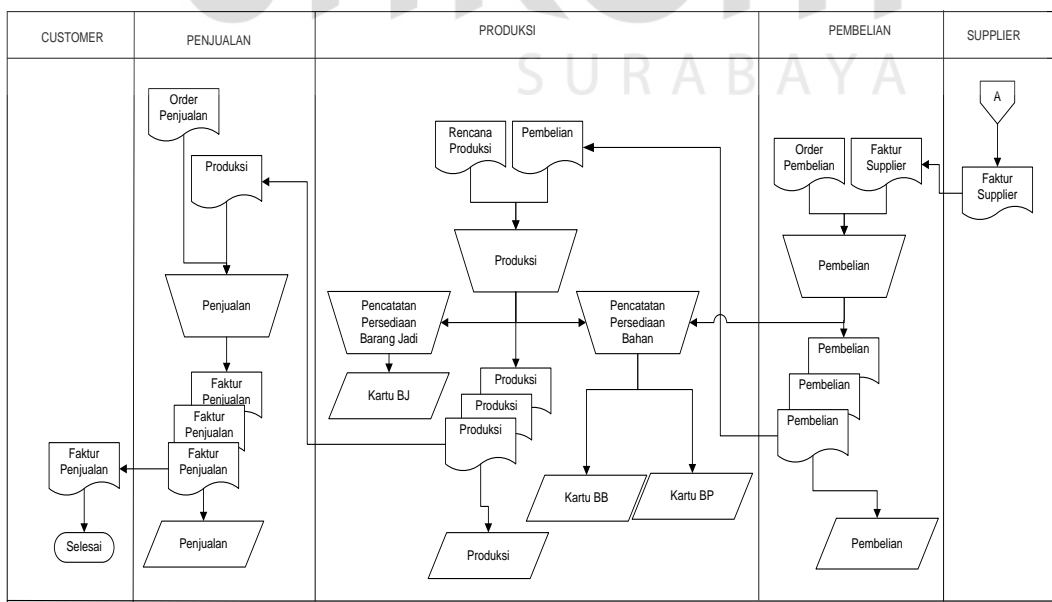 CUSTOMER
PENJUALAN
PRODUKSI
PEMBELIAN
SUPPLIER
SURABAYA
A
Order
Penjualan
Produksi
Rencana
Produksi
Pembelian
Order
Pembelian
Faktur
Supplier
Faktur
Supplier
Produksi
Pembelian
Penjualan
Pencatatan
Persediaan
Barang Jadi
Pencatatan
Persediaan
Bahan
Kartu BJ
Produksi
Produksi
Produksi
Pembelian
Pembelian
Pembelian
Faktur
Penjualan
Faktur
Penjualan
Faktur
Penjualan
Faktur
Penjualan
Kartu BB
Kartu BP
Selesai
Penjualan
Produksi
Pembelian